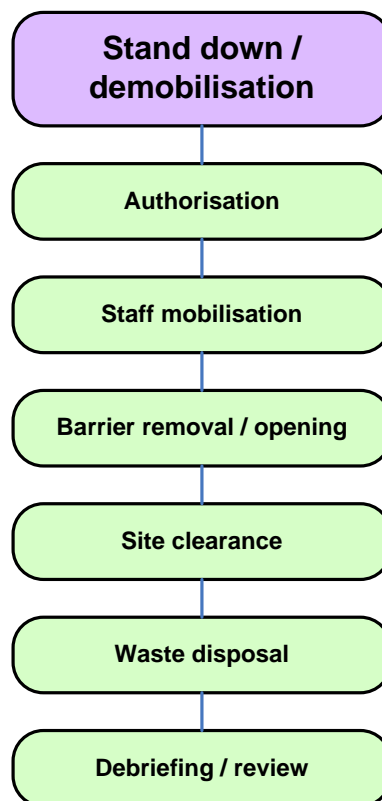 Stand down /
demobilisation
Authorisation
Staff mobilisation
Barrier removal / opening
Site clearance
Waste disposal
Debriefing / review